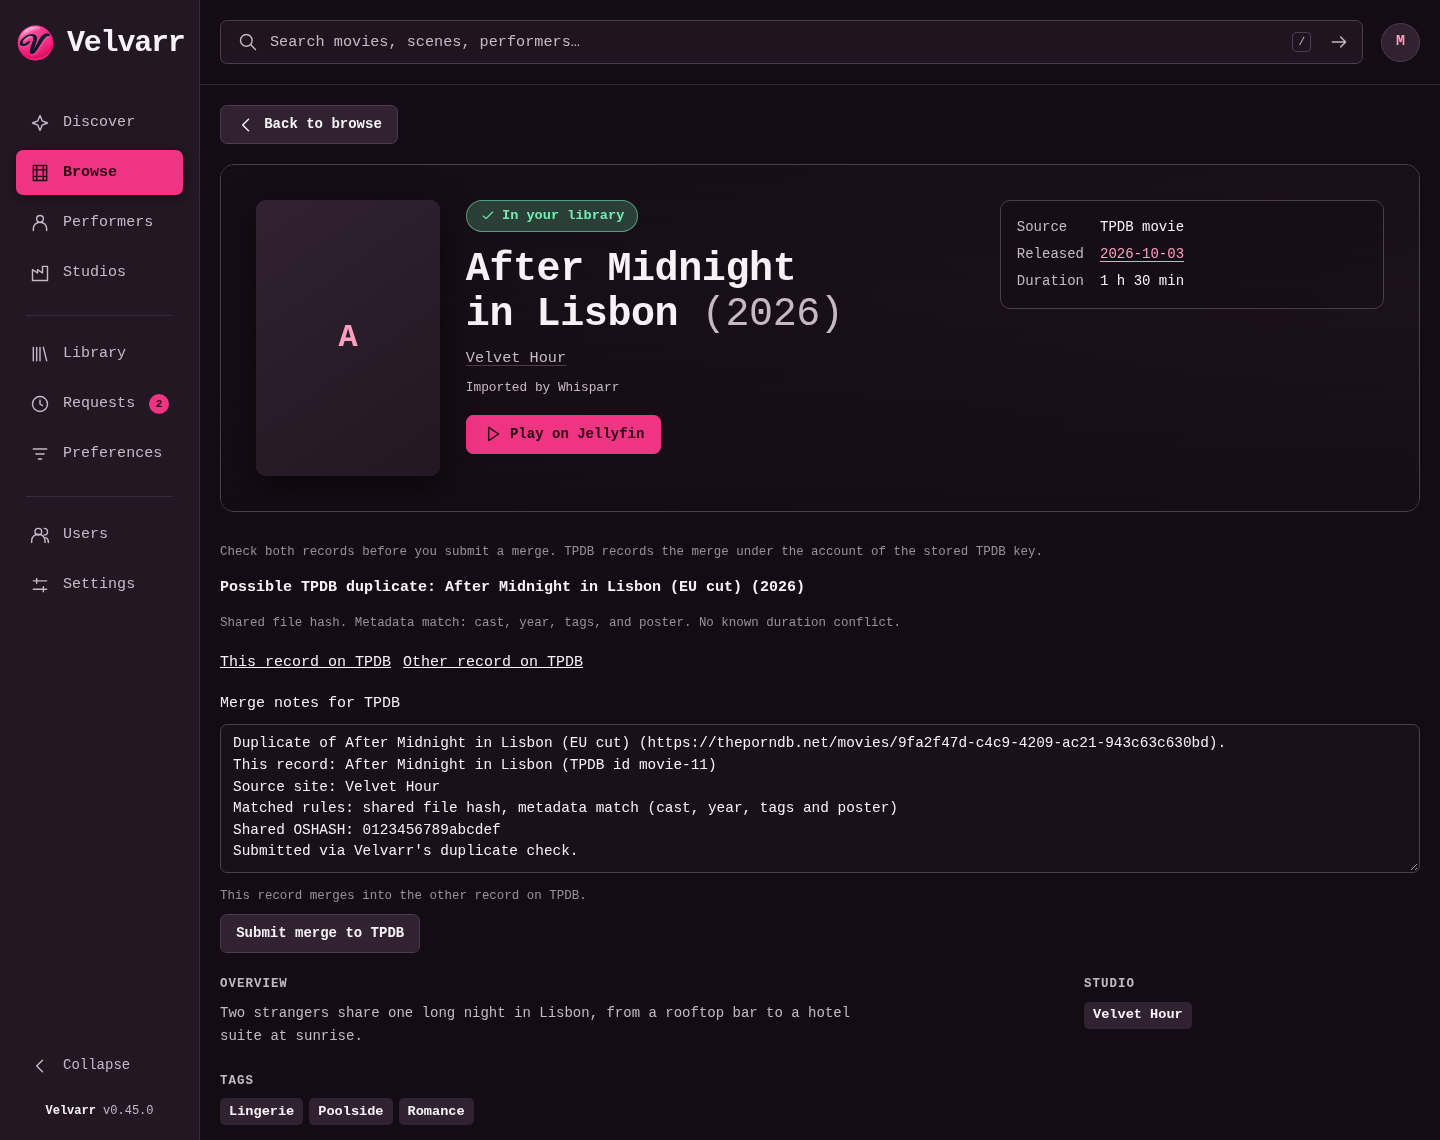 Velvarr
Search movies, scenes, performers…
/
M
Discover
Browse
Performers
Studios
Library
Requests 2
Preferences
Users
Settings
Collapse
Velvarr v0.45.0
Back to browse
A
In your library
After Midnight
in Lisbon (2026)
Velvet Hour
Imported by Whisparr
Play on Jellyfin
Source TPDB movie
Released 2026-10-03
Duration 1 h 30 min
Check both records before you submit a merge. TPDB records the merge under the account of the stored TPDB key.
Possible TPDB duplicate: After Midnight in Lisbon (EU cut) (2026)
Shared file hash. Metadata match: cast, year, tags, and poster. No known duration conflict.
This record on TPDB Other record on TPDB
Merge notes for TPDB
Duplicate of After Midnight in Lisbon (EU cut) (https://theporndb.net/movies/9fa2f47d-c4c9-4209-ac21-943c63c630bd).
This record: After Midnight in Lisbon (TPDB id movie-11)
Source site: Velvet Hour
Matched rules: shared file hash, metadata match (cast, year, tags and poster)
Shared OSHASH: 0123456789abcdef
Submitted via Velvarr's duplicate check.
This record merges into the other record on TPDB.
Submit merge to TPDB
OVERVIEW
Two strangers share one long night in Lisbon, from a rooftop bar to a hotel
suite at sunrise.
TAGS
Lingerie Poolside Romance
STUDIO
Velvet Hour